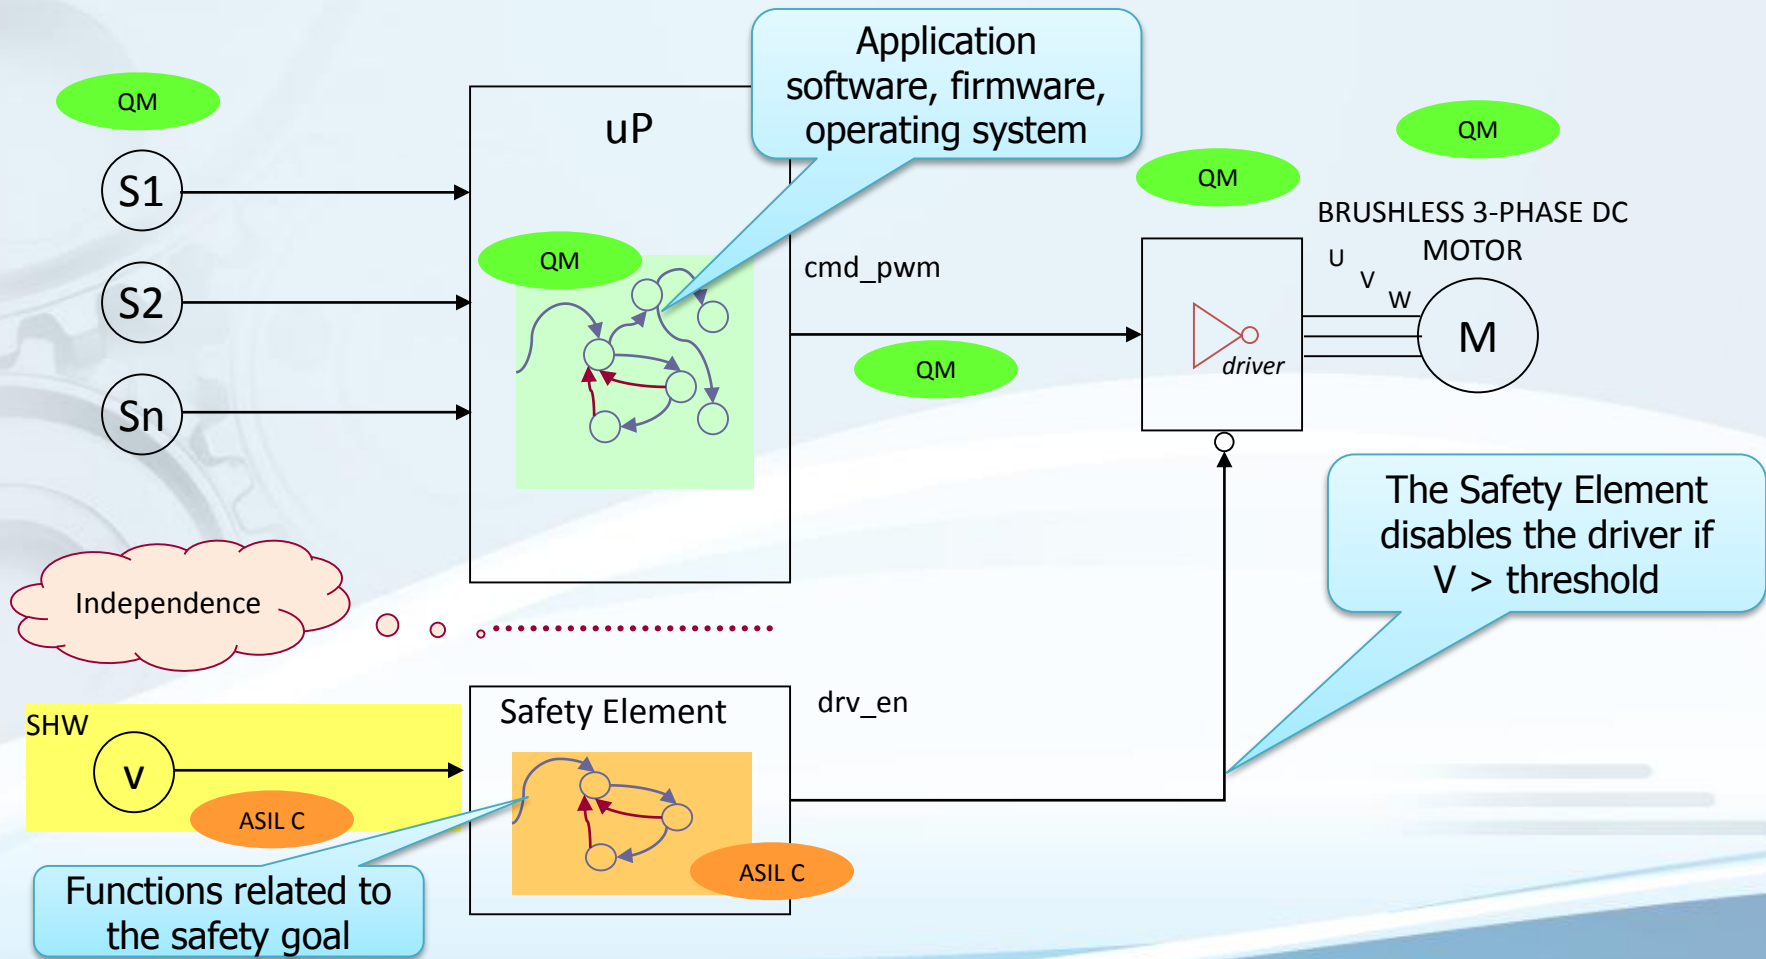 Application
software, firmware,
operating system
QM
uP
QM
QM
S1
BRUSHLESS 3-PHASE DC
MOTOR
QM
cmd_pwm
U
V
W
S2
driver
M
QM
Sn
The Safety Element
disables the driver if
V > threshold
Independence
Safety Element
drv_en
SHW
v
ASIL C
ASIL C
Functions related to
the safety goal